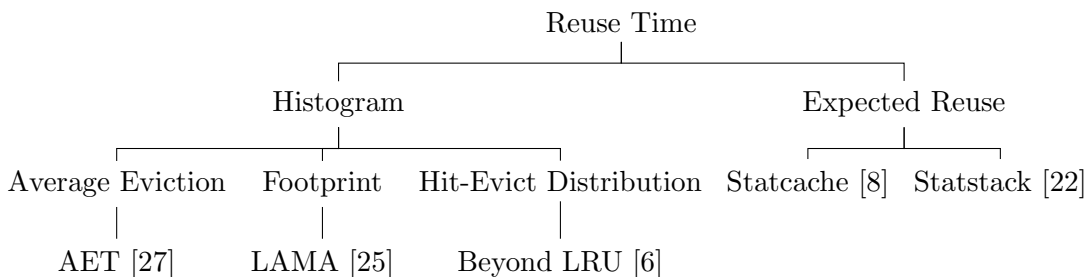 Reuse Time
Histogram Expected Reuse
Average Eviction Footprint Hit-Evict Distribution Statcache [8] Statstack [22]
AET [27] LAMA [25] Beyond LRU [6]